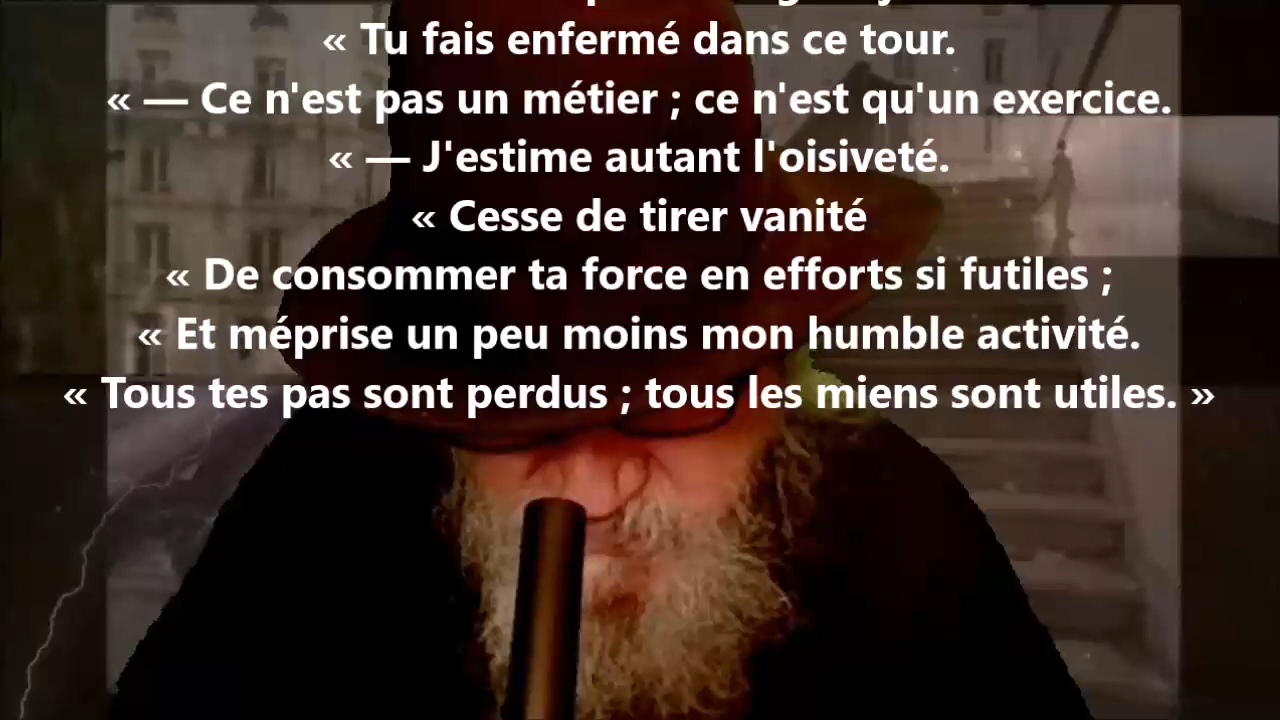 « Tu fais enfermé dans ce tour.
« — Ce n'est pas un métier ; ce n'est qu'un exercice.
« — J'estime autant l'oisiveté.
« Cesse de tirer vanité
« De consommer ta force en efforts si futiles ;
« Et méprise un peu moins mon humble activité.
« Tous tes pas sont perdus ; tous les miens sont utiles. »